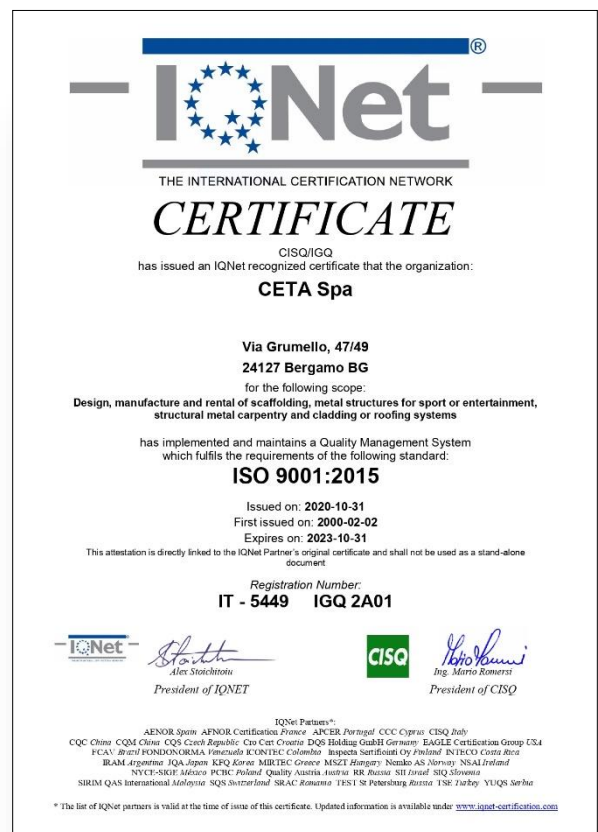 IQNet ®
THE INTERNATIONAL CERTIFICATION NETWORK
CERTIFICATE
CISQ/IGQ
has issued an IQNet recognized certificate that the organization:
CETA Spa
Via Grumello, 47/49
24127 Bergamo BG
for the following scope:
Design, manufacture and rental of scaffolding, metal structures for sport or entertainment,
structural metal carpentry and cladding or roofing systems
has implemented and maintains a Quality Management System
which fulfils the requirements of the following standard:
ISO 9001:2015
Issued on: 2020-10-31
First issued on: 2000-02-02
Expires on: 2023-10-31
This attestation is directly linked to the IQNet Partner's original certificate and shall not be used as a stand-alone
document
Registration Number:
IT - 5449 IGQ 2A01
IQNet
CISQ
Alex Stoichitoiu
Ing. Mario Romersi
President of IQNET
President of CISQ
IQNet Partners*:
AENOR Spain AFNOR Certification France APCER Portugal CCC Cyprus CISQ Italy
CQC China CQM China CQS Czech Republic Cro Cert Croatia DQS Holding GmbH Germany EAGLE Certification Group USA
FCAV Brazil FONDONORMA Venezuela ICONTEC Colombia Inspecta Sertifiointi Oy Finland INTECO Costa Rica
IRAM Argentina JQA Japan KFQ Korea MIRTEC Greece MSZT Hungary Nemko AS Norway NSAI Ireland
NYCE-SIGE México PCBC Poland Quality Austria Austria RR Russia SII Israel SIQ Slovenia
SIRIM QAS International Malaysia SQS Switzerland SRAC Romania TEST St Petersburg Russia TSE Turkey YUQS Serbia
* The list of IQNet partners is valid at the time of issue of this certificate. Updated information is available under www.iqnet-certification.com